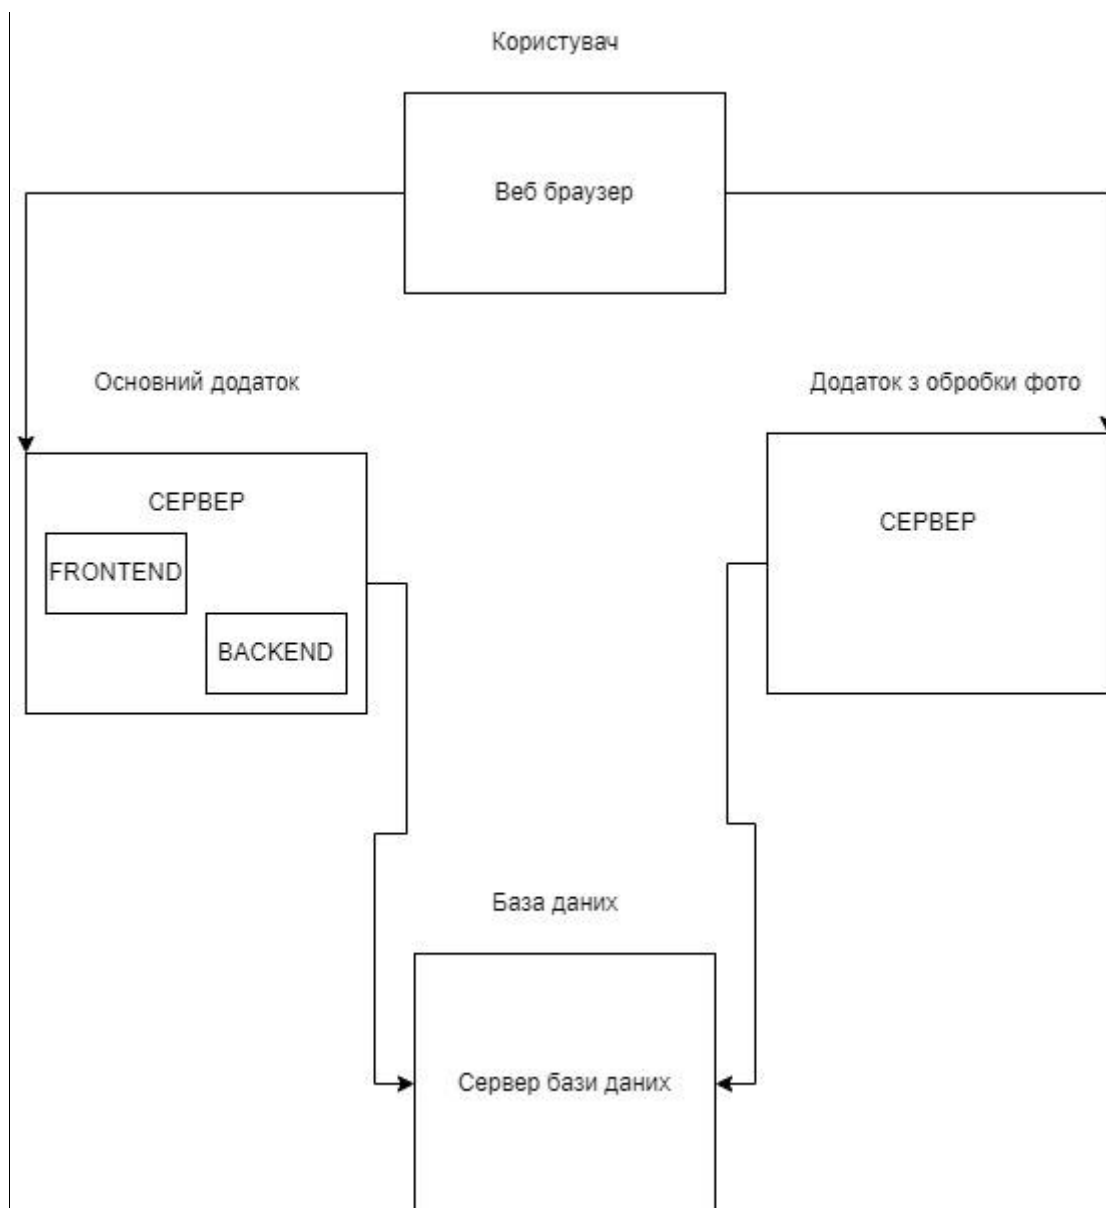 Користувач
Веб браузер
Основний додаток
Додаток з обробки фото
СЕРВЕР
FRONTEND
BACKEND
СЕРВЕР
База даних
Сервер бази даних